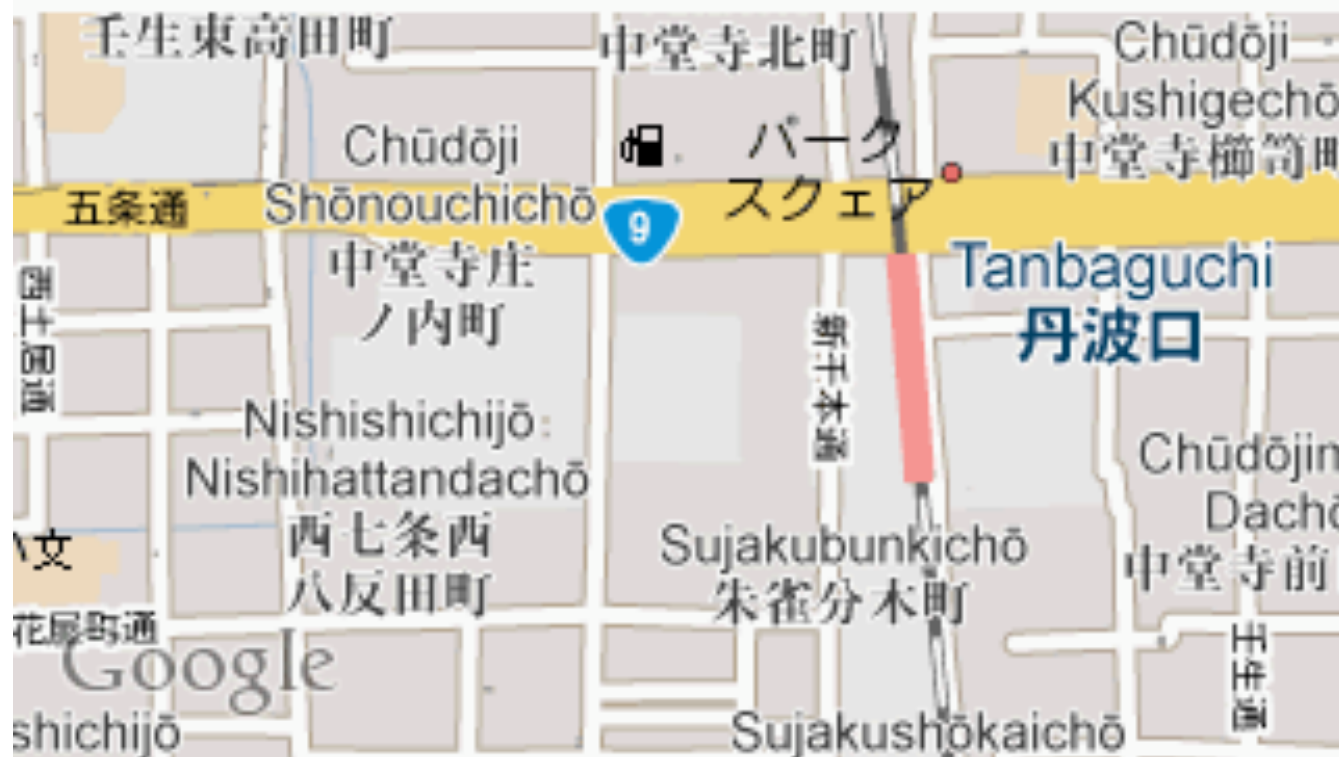 壬生東高田町
中堂寺北町
Chūdōji
Kushigechō
中堂寺櫛笥町
Chūdōji
Shōnouchichō
中堂寺庄
ノ内町
パーク
スクェア
五条通
9
Tanbaguchi
丹波口
西土居通
新千本通
Nishishichijō
Nishihattandachō
西七条西
八反田町
Chūdōjim
Dachō
中堂寺前
Sujakubunkichō
朱雀分木町
文
花屋町通
壬生通
Google
shichijō
Sujakushōkaichō